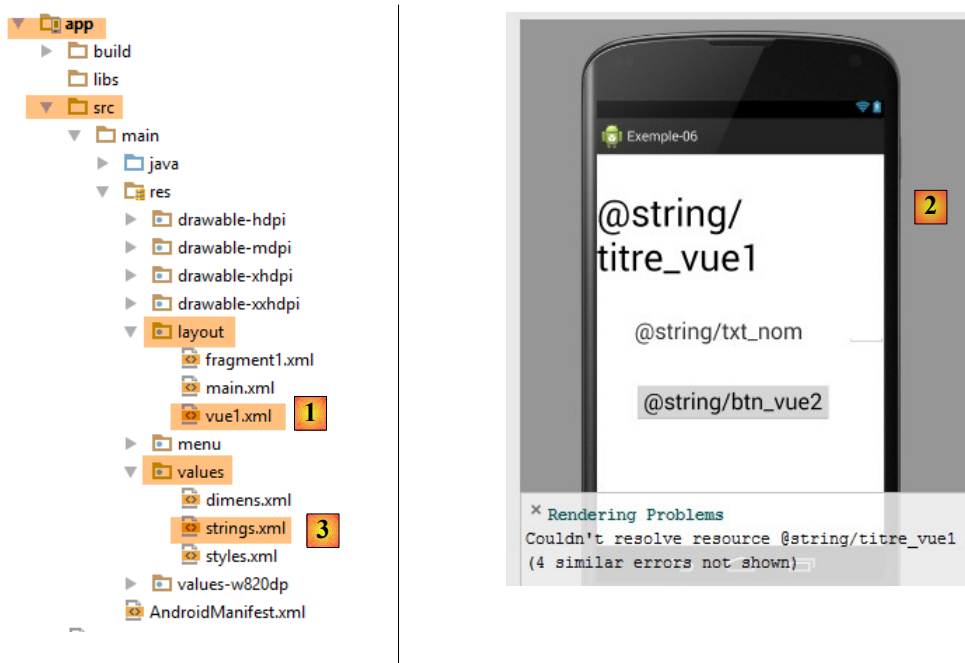 app
build
libs
src
main
java
res
drawable-hdpi
drawable-mdpi
drawable-xhdpi
drawable-xxhdpi
layout
fragment1.xml
main.xml
vue1.xml
1
menu
values
dimens.xml
strings.xml
3
styles.xml
values-w820dp
AndroidManifest.xml
Exemple-06
2
@string/
titre_vue1
@string/txt_nom
@string/btn_vue2
× Rendering Problems
Couldn't resolve resource @string/titre_vue1
(4 similar errors not shown)